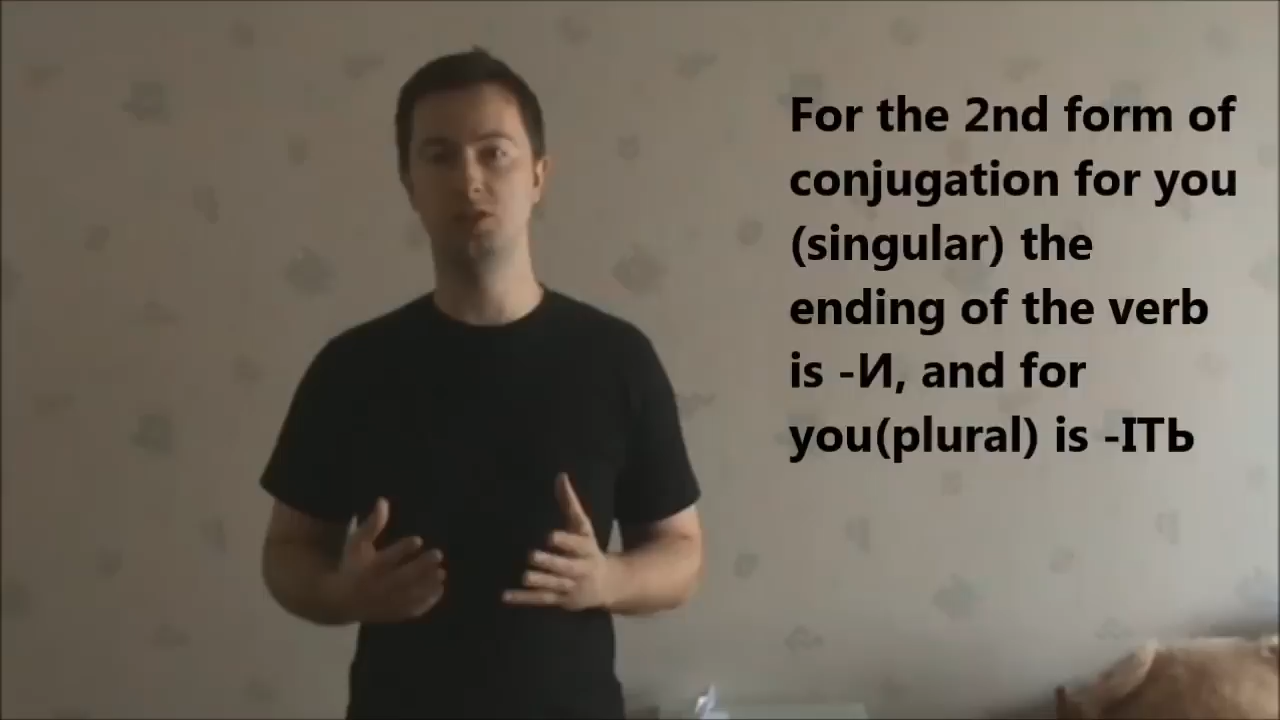 For the 2nd form of
conjugation for you
(singular) the
ending of the verb
is -И, and for
you(plural) is -ІТЬ